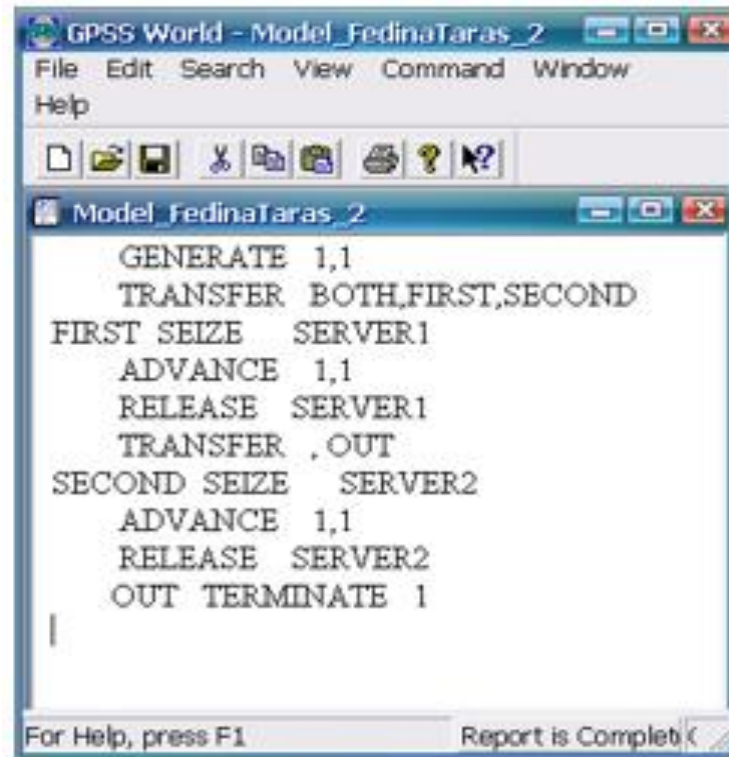 GPSS World - Model_FedinaTaras_2
File Edit Search View Command Window
Help
Model_FedinaTaras_2
GENERATE 1,1
TRANSFER BOTH,FIRST,SECOND
FIRST SEIZE SERVER1
ADVANCE 1,1
RELEASE SERVER1
TRANSFER ,OUT
SECOND SEIZE SERVER2
ADVANCE 1,1
RELEASE SERVER2
OUT TERMINATE 1
For Help, press F1 Report is Complet